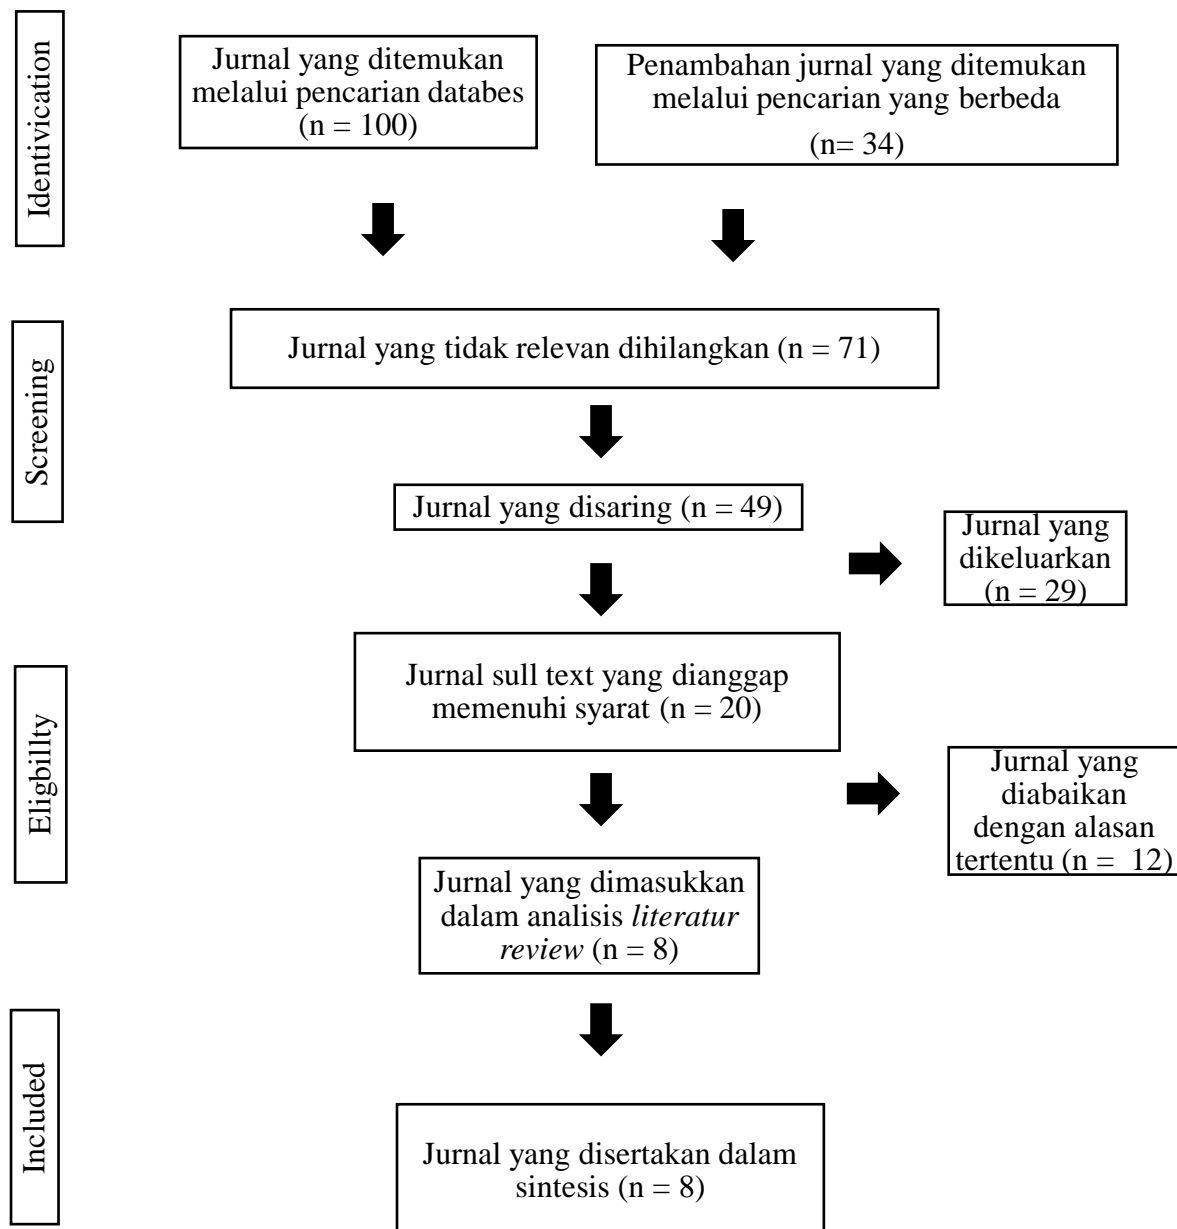 Identivication
Jurnal yang ditemukan
melalui pencarian databes
(n = 100)
Penambahan jurnal yang ditemukan
melalui pencarian yang berbeda
(n= 34)
Screening
Jurnal yang tidak relevan dihilangkan (n = 71)
Jurnal yang disaring (n = 49)
Jurnal yang
dikeluarkan
(n = 29)
Eligbillty
Jurnal sull text yang dianggap
memenuhi syarat (n = 20)
Jurnal yang
diabaikan
dengan alasan
tertentu (n =  12)
Jurnal yang dimasukkan
dalam analisis literatur
review (n = 8)
Included
Jurnal yang disertakan dalam
sintesis (n = 8)